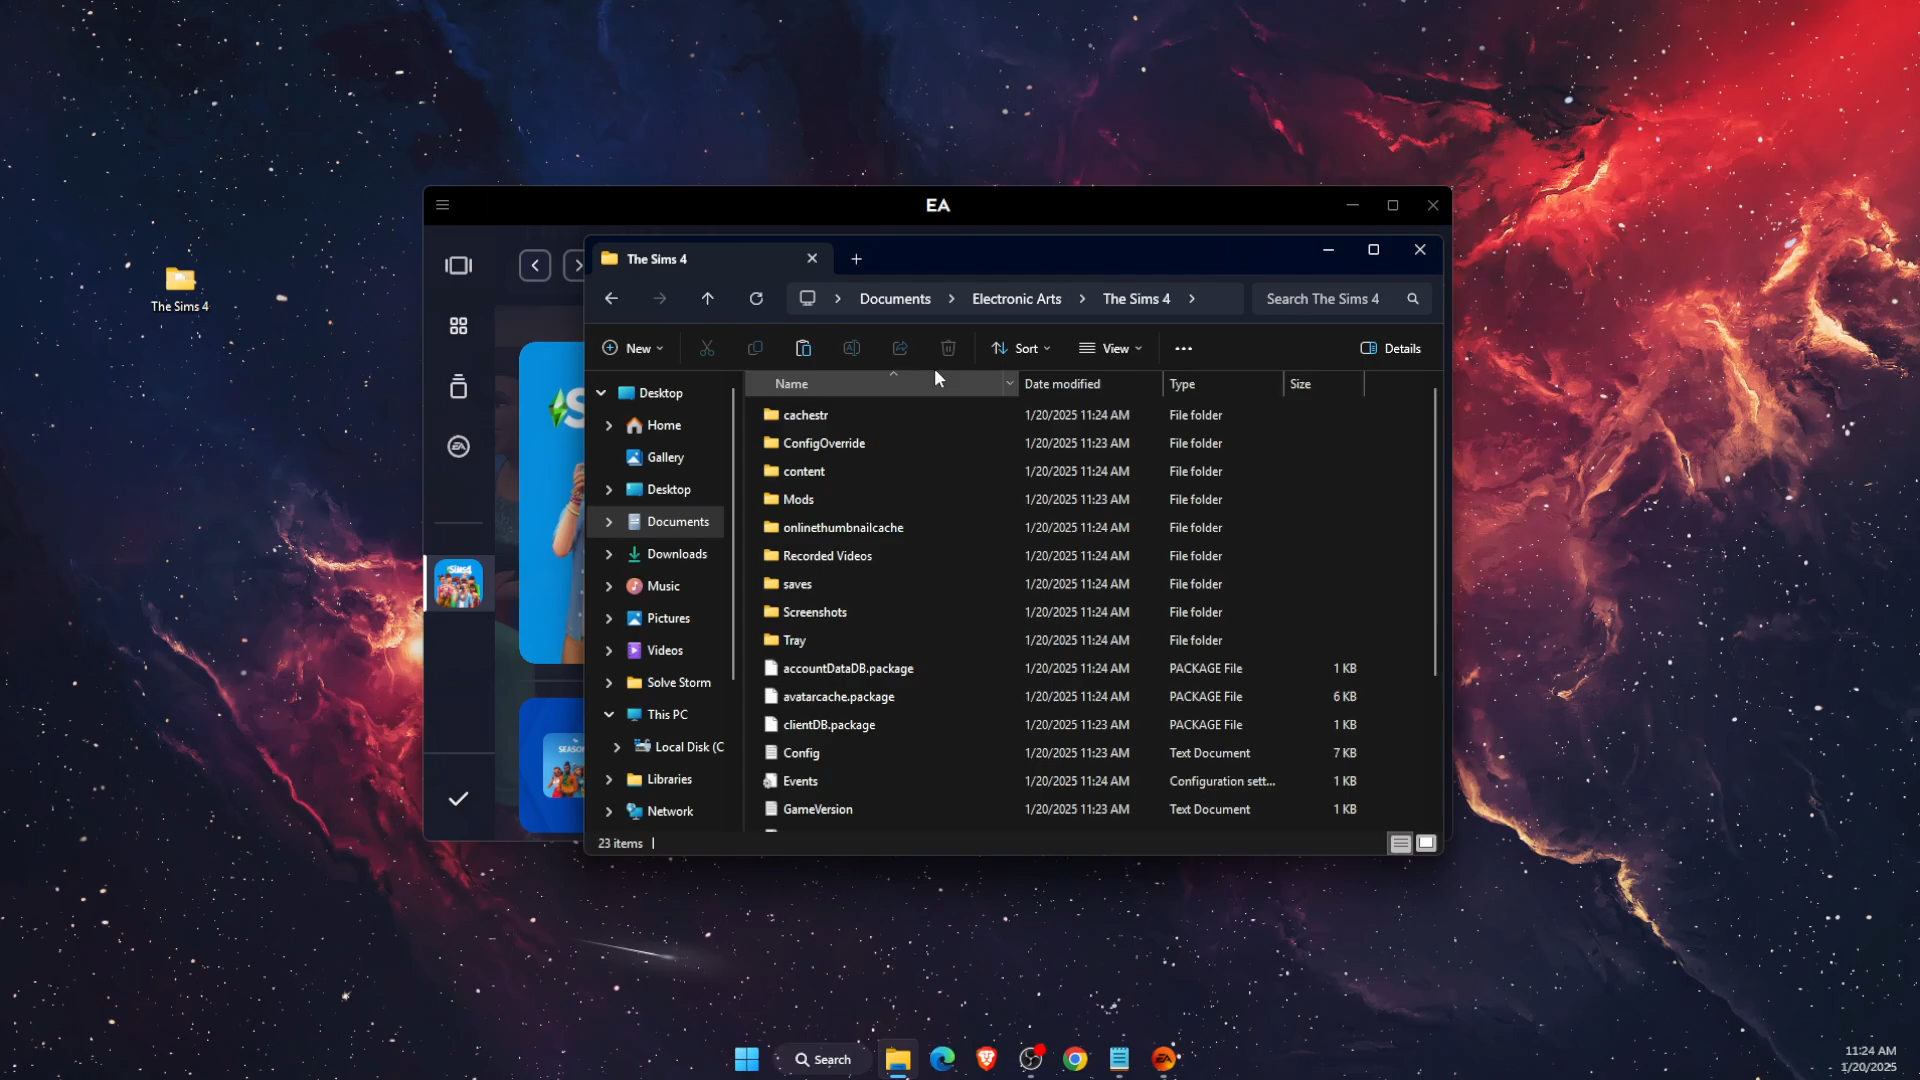 The Sims 4
EA
The Sims 4
Documents Electronic Arts The Sims 4 Search The Sims 4
New Sort View Details
Name Date modified Type Size
Desktop
Home
Gallery
Desktop
Documents
Downloads
Music
Pictures
Videos
Solve Storm
This PC
Local Disk (C
Libraries
Network
cachestr 1/20/2025 11:24 AM File folder
ConfigOverride 1/20/2025 11:23 AM File folder
content 1/20/2025 11:24 AM File folder
Mods 1/20/2025 11:23 AM File folder
onlinethumbnailcache 1/20/2025 11:24 AM File folder
Recorded Videos 1/20/2025 11:24 AM File folder
saves 1/20/2025 11:24 AM File folder
Screenshots 1/20/2025 11:24 AM File folder
Tray 1/20/2025 11:24 AM File folder
accountDataDB.package 1/20/2025 11:24 AM PACKAGE File 1 KB
avatarcache.package 1/20/2025 11:24 AM PACKAGE File 6 KB
clientDB.package 1/20/2025 11:23 AM PACKAGE File 1 KB
Config 1/20/2025 11:23 AM Text Document 7 KB
Events 1/20/2025 11:24 AM Configuration sett... 1 KB
GameVersion 1/20/2025 11:23 AM Text Document 1 KB
23 items
Search
11:24 AM
1/20/2025